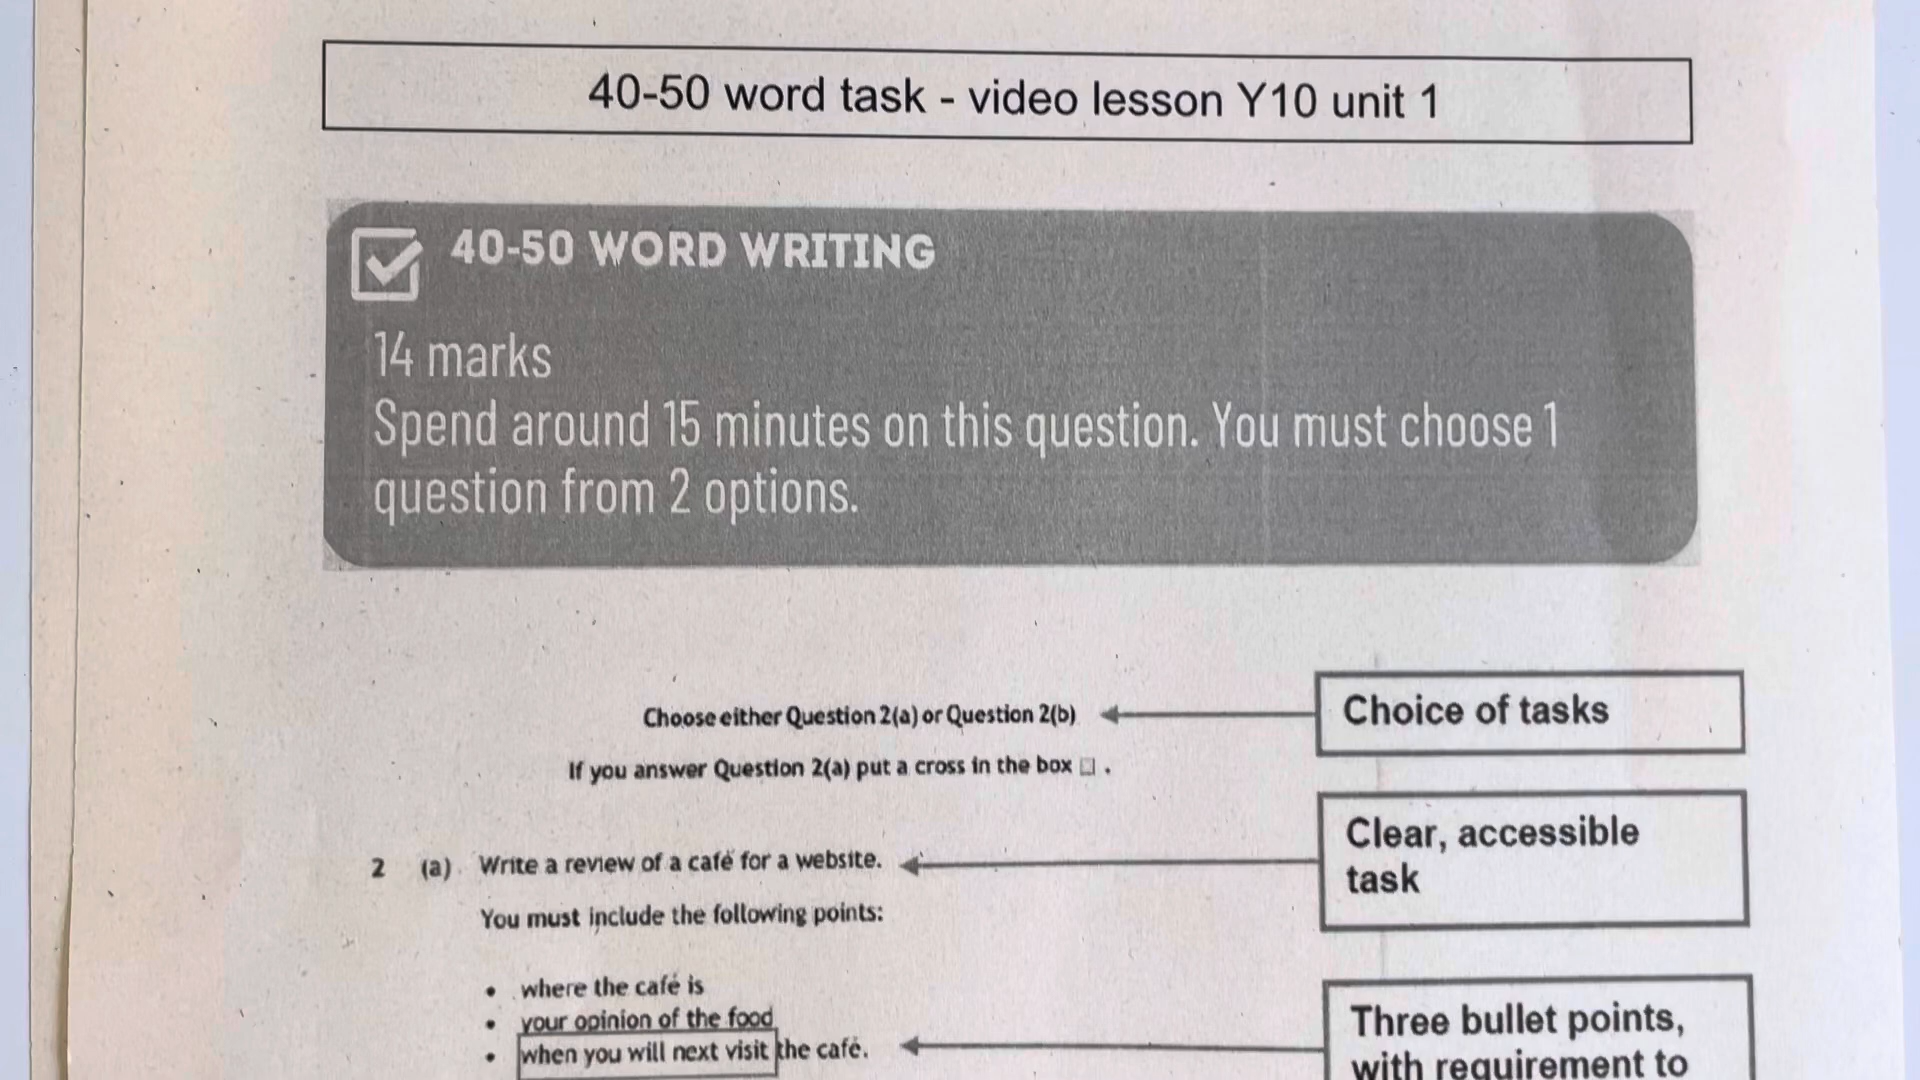 40-50 word task - video lesson Y10 unit 1
40-50 WORD WRITING
14 marks
Spend around 15 minutes on this question. You must choose 1
question from 2 options.
Choose either Question 2(a) or Question 2(b)
Choice of tasks
If you answer Question 2(a) put a cross in the box □ .
2 (a) Write a review of a café for a website.
Clear, accessible
task
You must include the following points:
• where the café is
• your opinion of the food
• when you will next visit the café.
Three bullet points,
with requirement to